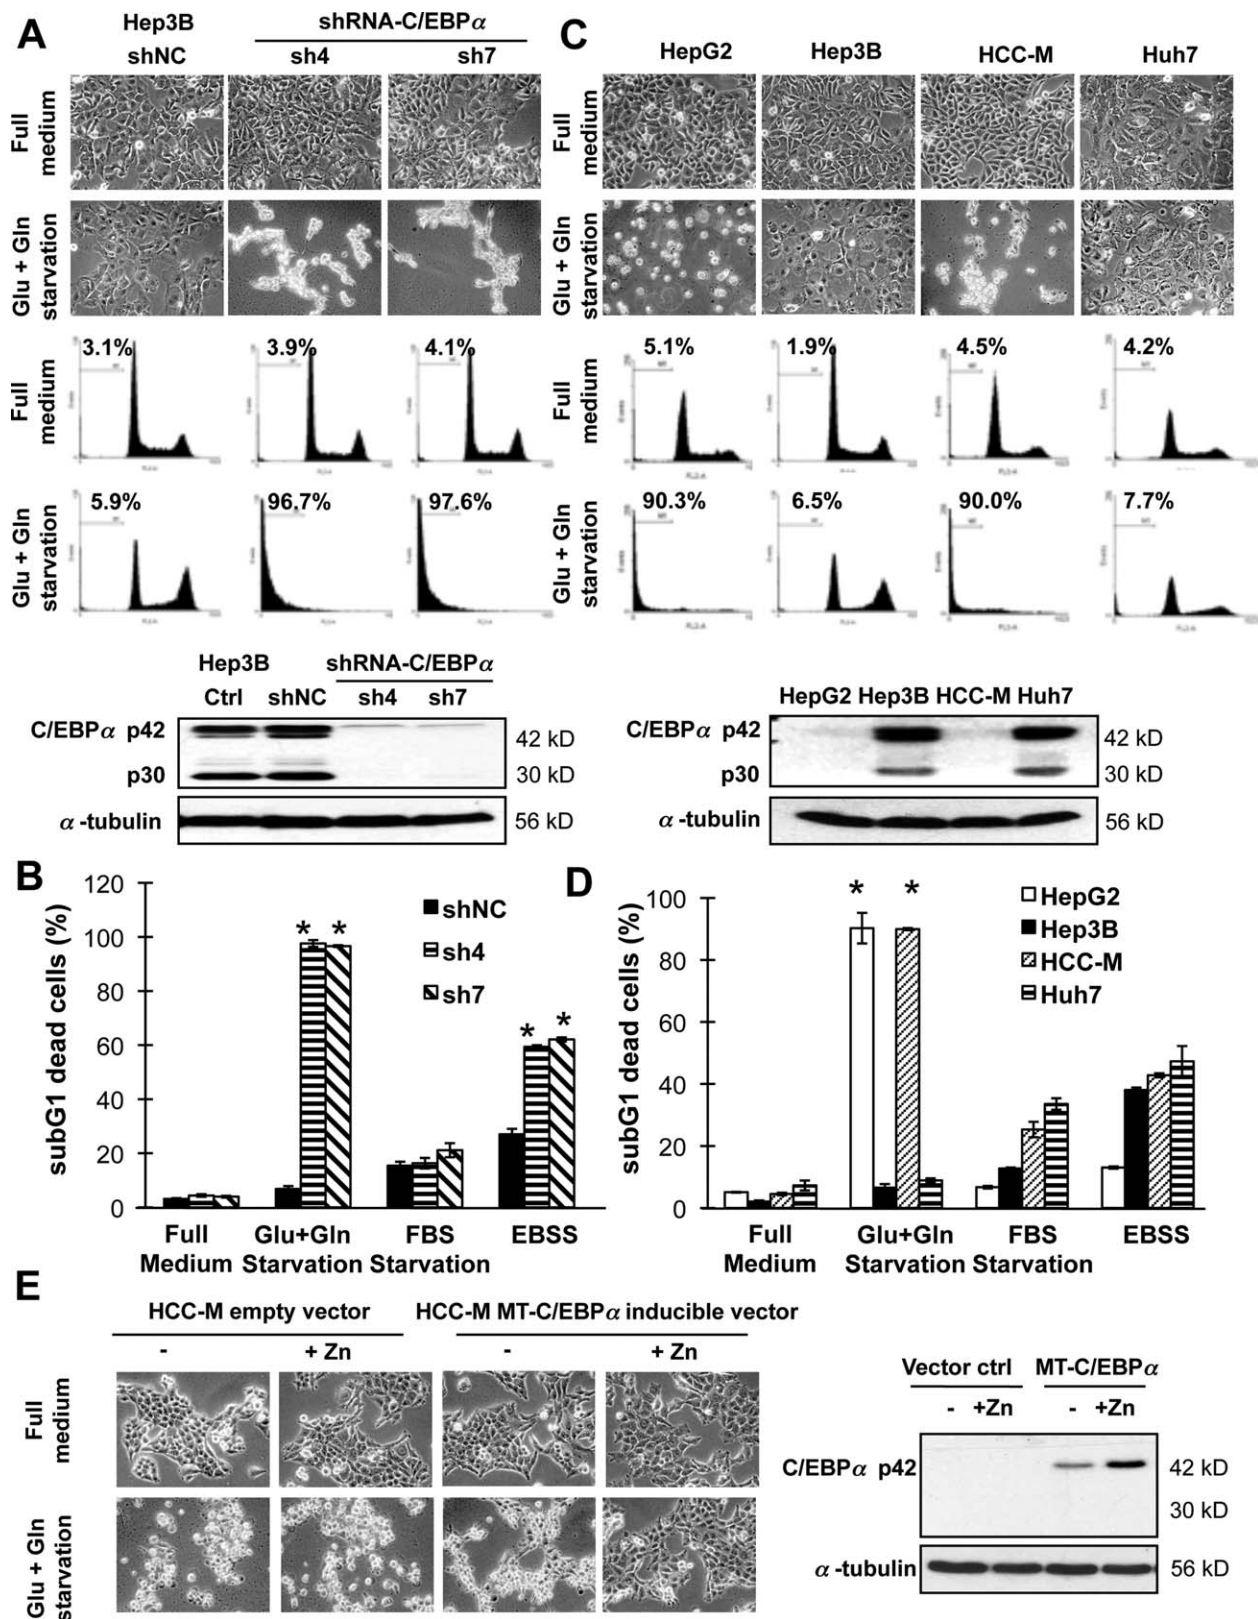 A
Hep3B
shNC
shRNA-C/EBPα
sh4
sh7
Full
medium
Glu + Gln
starvation
3.1%
3.9%
4.1%
Full
medium
5.9%
96.7%
97.6%
Glu + Gln
starvation
Hep3B
shRNA-C/EBPα
Ctrl
shNC
sh4
sh7
C/EBPα p42
42 kD
p30
30 kD
α-tubulin
56 kD
C
HepG2
Hep3B
HCC-M
Huh7
Full
medium
Glu + Gln
starvation
5.1%
1.9%
4.5%
4.2%
Full
medium
90.3%
6.5%
90.0%
7.7%
Glu + Gln
starvation
HepG2 Hep3B HCC-M Huh7
C/EBPα p42
42 kD
p30
30 kD
α-tubulin
56 kD
B
subG1 dead cells (%)
120
100
80
60
40
20
0
* *
* *
shNC
sh4
sh7
Full
Medium
Glu+Gln
Starvation
FBS
Starvation
EBSS
D
subG1 dead cells (%)
100
80
60
40
20
0
* *
HepG2
Hep3B
HCC-M
Huh7
Full
Medium
Glu+Gln
Starvation
FBS
Starvation
EBSS
E
HCC-M empty vector
HCC-M MT-C/EBPα inducible vector
-
+ Zn
-
+ Zn
Full
medium
Glu + Gln
starvation
Vector ctrl
MT-C/EBPα
- +Zn
- +Zn
C/EBPα p42
42 kD
30 kD
α-tubulin
56 kD